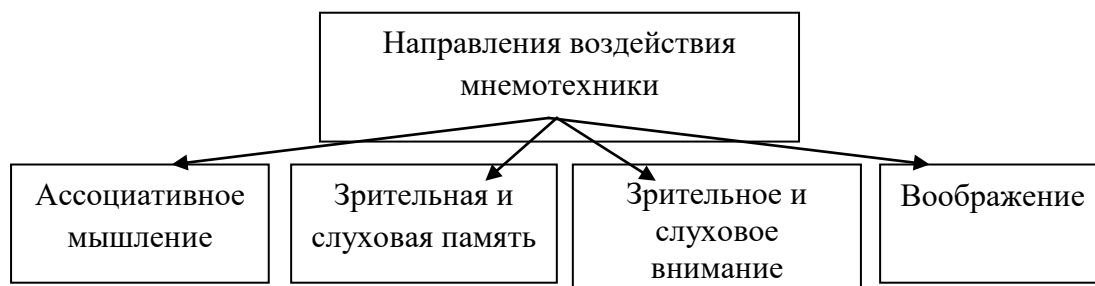 Направления воздействия
мнемотехники
Ассоциативное
мышление
Зрительная и
слуховая память
Зрительное и
слуховое
внимание
Воображение